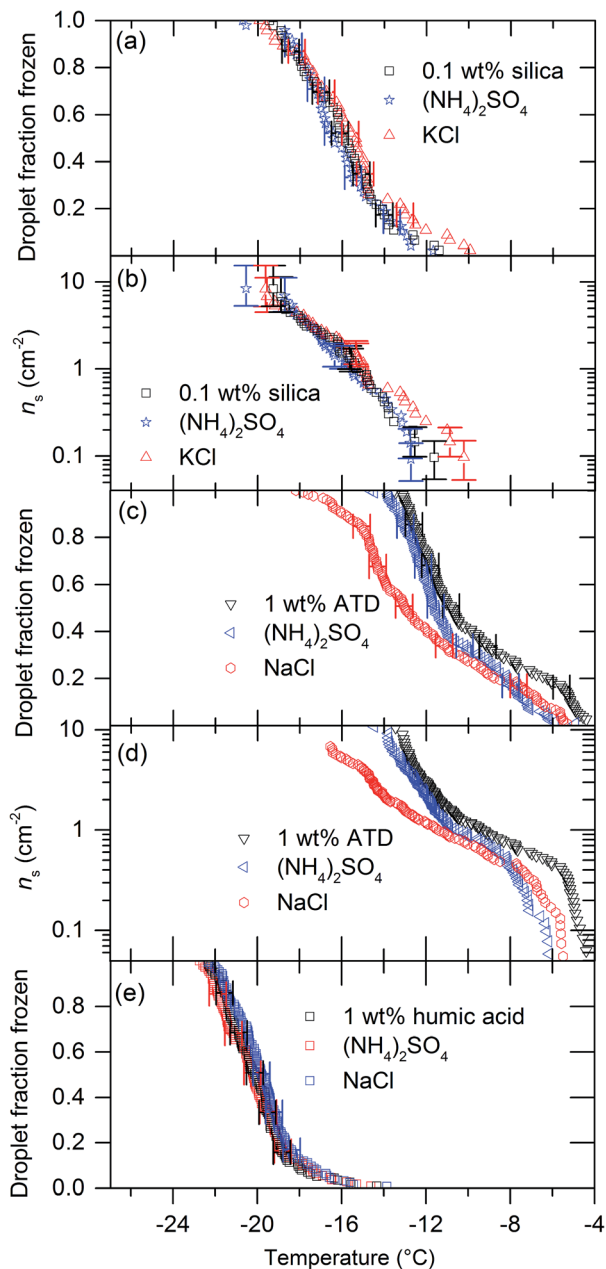 (a)
1.0
0.8
0.6
0.4
0.2
Droplet fraction frozen
0.1 wt% silica
(NH₄)₂SO₄
KCl
(b)
10
1
0.1
nₛ (cm⁻²)
0.1 wt% silica
(NH₄)₂SO₄
KCl
(c)
0.8
0.6
0.4
0.2
Droplet fraction frozen
1 wt% ATD
(NH₄)₂SO₄
NaCl
(d)
10
1
0.1
nₛ (cm⁻²)
1 wt% ATD
(NH₄)₂SO₄
NaCl
(e)
0.8
0.6
0.4
0.2
0.0
Droplet fraction frozen
1 wt% humic acid
(NH₄)₂SO₄
NaCl
-24 -20 -16 -12 -8 -4
Temperature (°C)